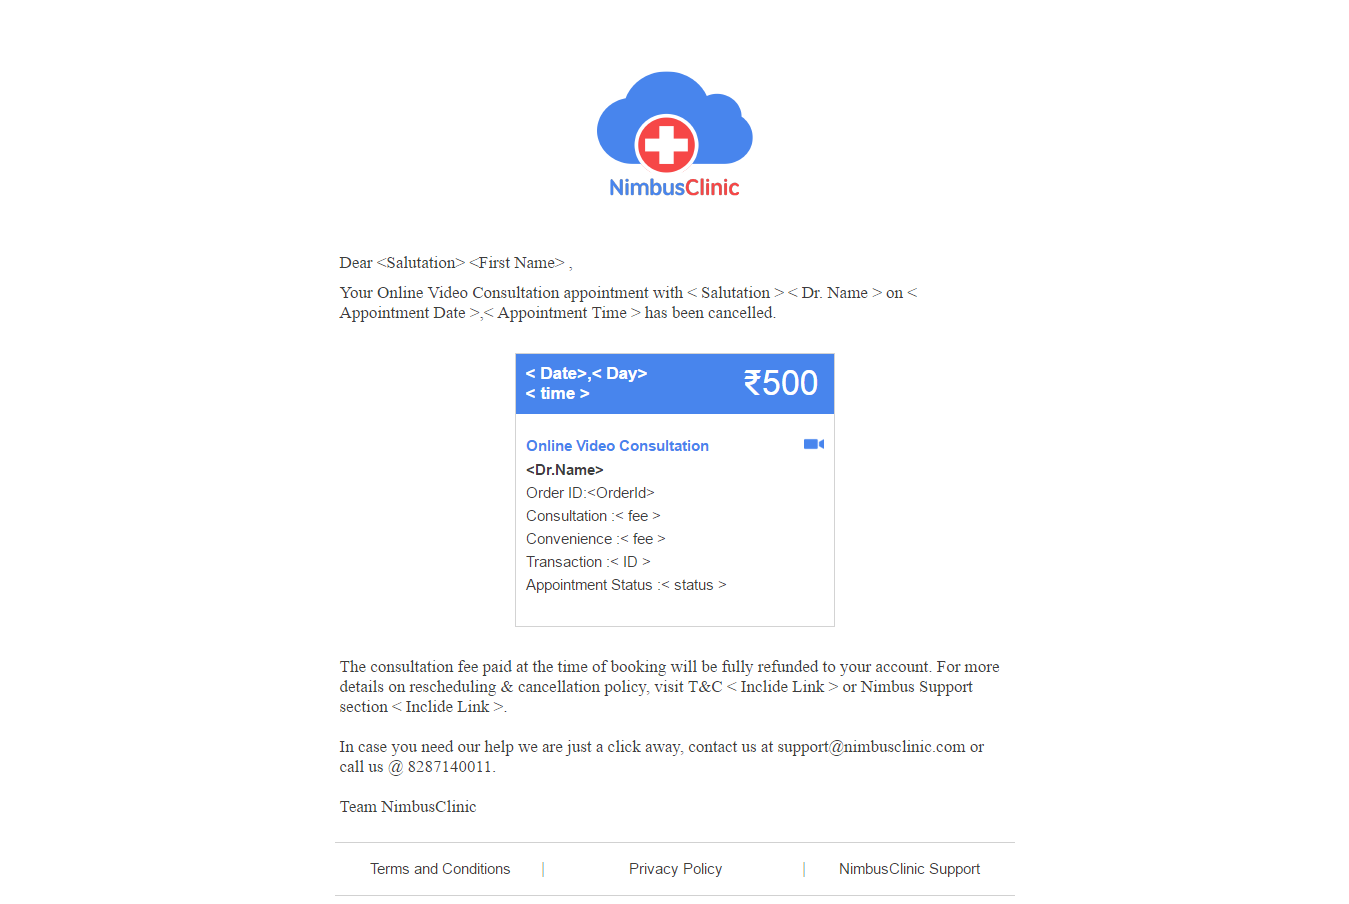 NimbusClinic
Dear <Salutation> <First Name> ,
Your Online Video Consultation appointment with < Salutation > < Dr. Name > on <
Appointment Date >,< Appointment Time > has been cancelled.
< Date>,< Day>
< time >
₹500
Online Video Consultation
<Dr.Name>
Order ID:<OrderId>
Consultation :< fee >
Convenience :< fee >
Transaction :< ID >
Appointment Status :< status >
The consultation fee paid at the time of booking will be fully refunded to your account. For more
details on rescheduling & cancellation policy, visit T&C < Inclide Link > or Nimbus Support
section < Inclide Link >.
In case you need our help we are just a click away, contact us at support@nimbusclinic.com or
call us @ 8287140011.
Team NimbusClinic
Terms and Conditions | Privacy Policy | NimbusClinic Support